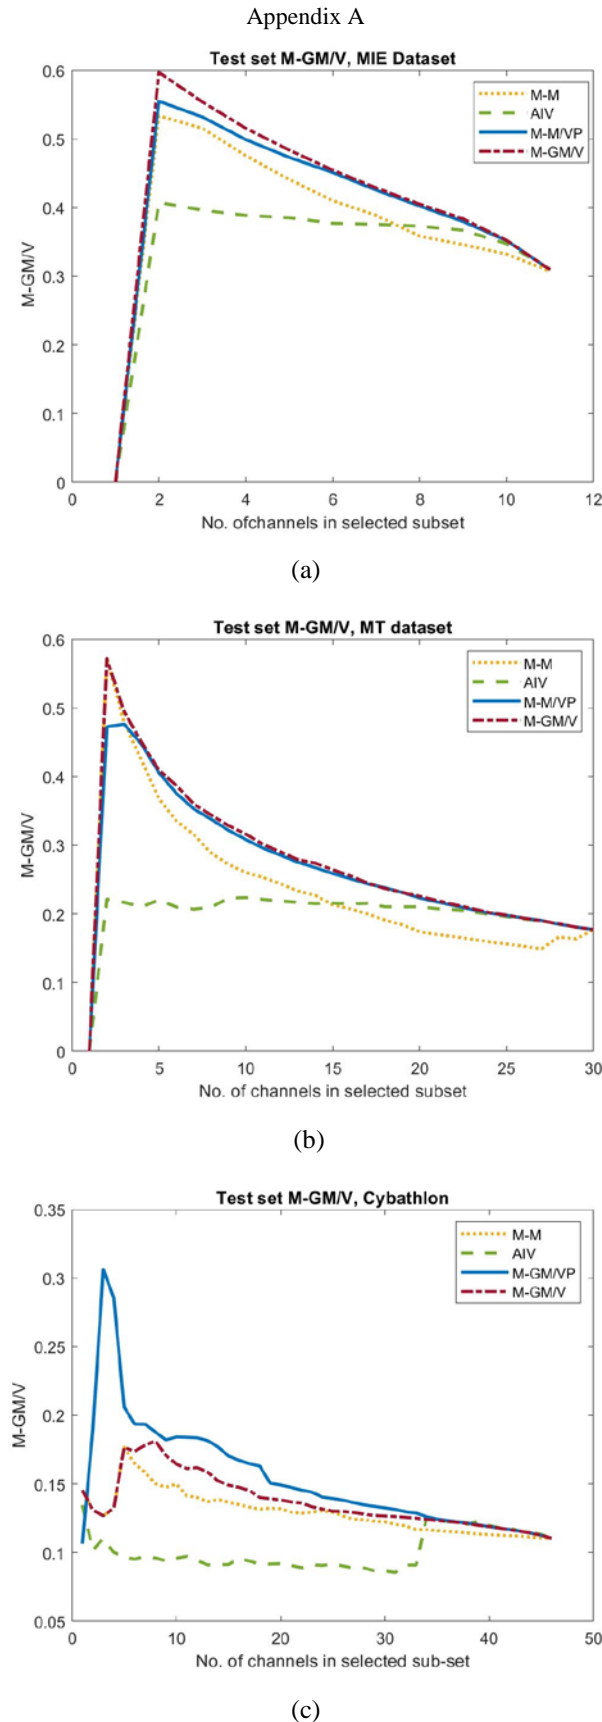 Appendix A
Test set M-GM/V, MIE Dataset
0.6
0.5
0.4
0.3
0.2
0.1
0
M-GM/V
M-M
AIV
M-M/VP
M-GM/V
0 2 4 6 8 10 12
No. ofchannels in selected subset
(a)
Test set M-GM/V, MT dataset
0.6
0.5
0.4
0.3
0.2
0.1
0
M-GM/V
M-M
AIV
M-M/VP
M-GM/V
0 5 10 15 20 25 30
No. of channels in selected subset
(b)
Test set M-GM/V, Cybathlon
0.35
0.3
0.25
0.2
0.15
0.1
0.05
M-GM/V
M-M
AIV
M-GM/VP
M-GM/V
0 10 20 30 40 50
No. of channels in selected sub-set
(c)